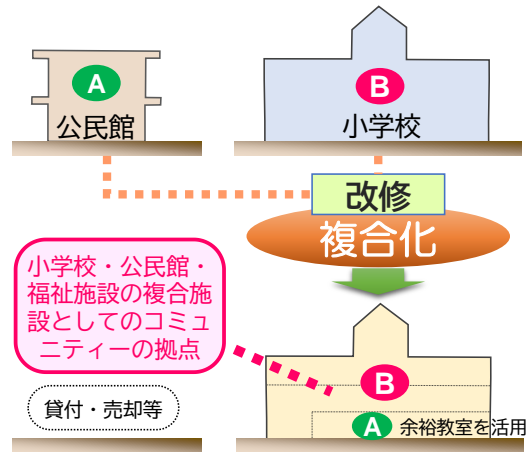 A
公民館
B
小学校
改修
複合化
小学校・公民館・
福祉施設の複合施
設としてのコミュ
ニティーの拠点
B
貸付・売却等
A 余裕教室を活用